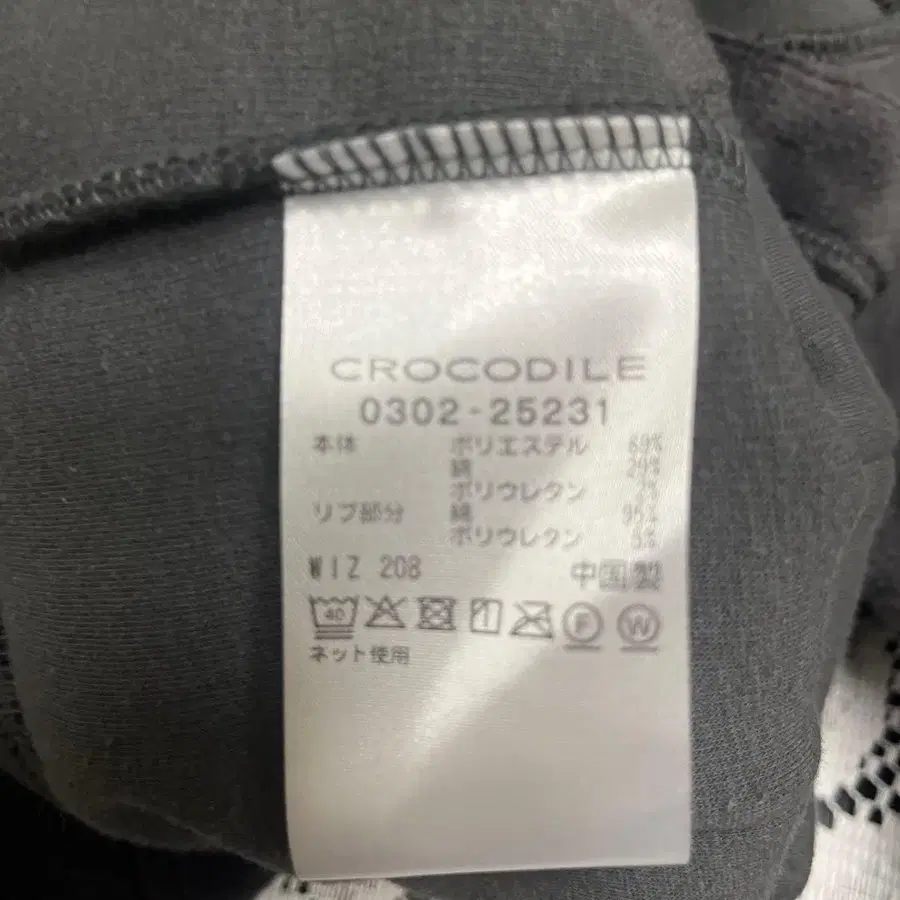 CROCODILE
0302-25231
本体 ポリエステル 69%
綿 29%
ポリウレタン
リブ部分 綿 95%
ポリウレタン 5%
WIZ 208 中国製
40 F W
ネット使用